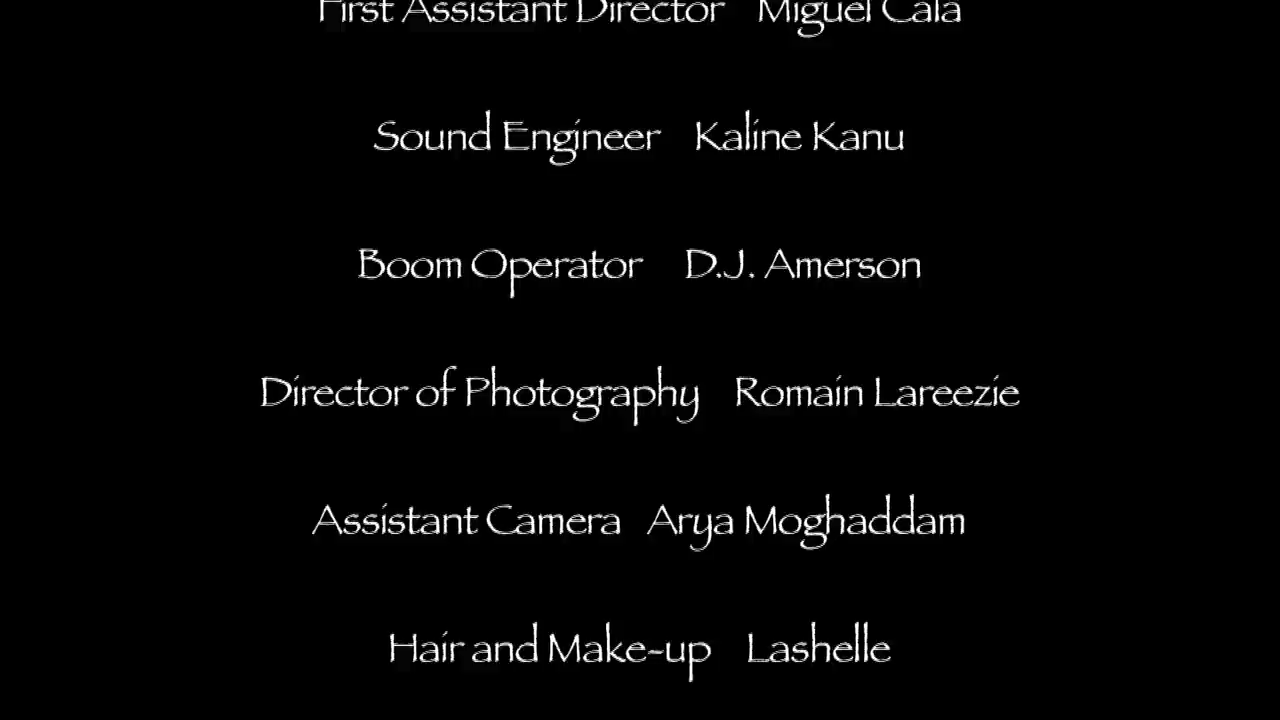 First Assistant Director Miguel Cala
Sound Engineer Kaline Kanu
Boom Operator D.J. Amerson
Director of Photography Romain Lareezie
Assistant Camera Arya Moghaddam
Hair and Make-up Lashelle